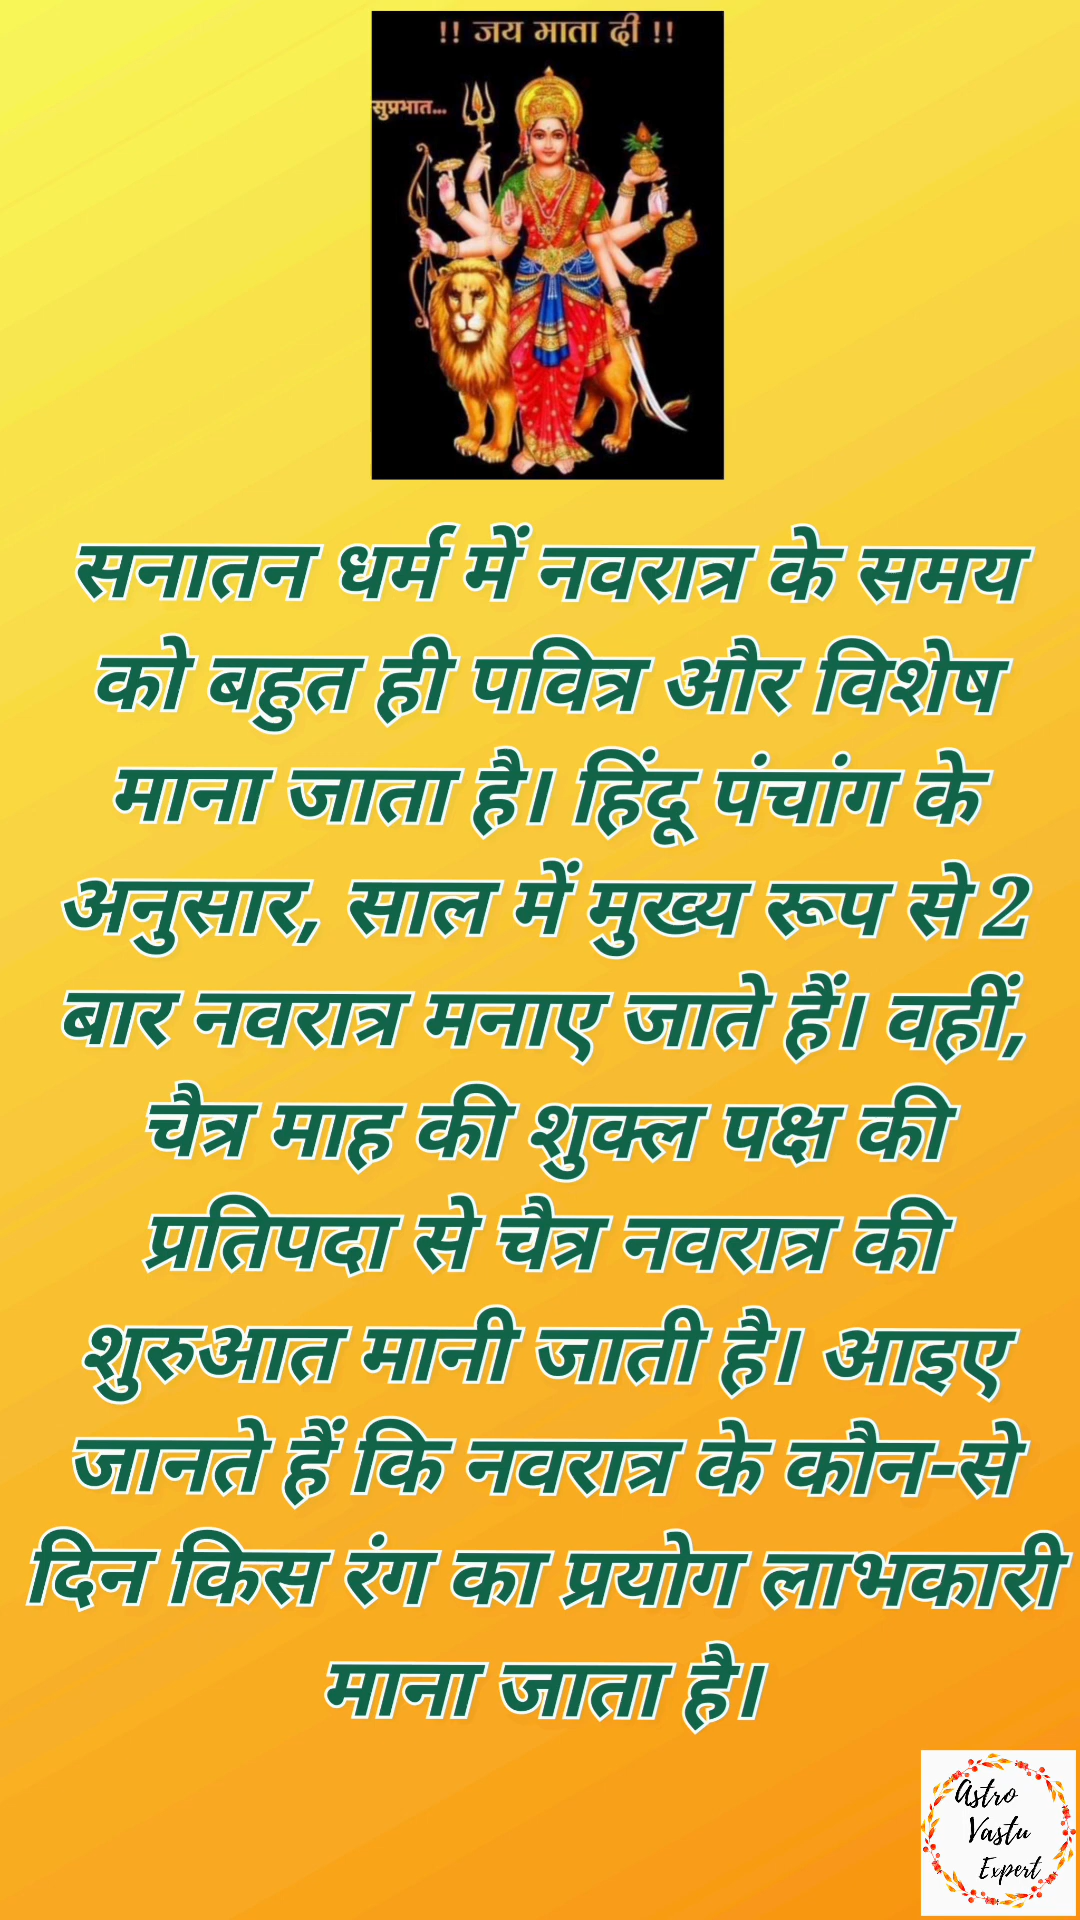 !! जय माता दी !!
सुप्रभात...
सनातन धर्म में नवरात्र के समय
को बहुत ही पवित्र और विशेष
माना जाता है। हिंदू पंचांग के
अनुसार, साल में मुख्य रूप से 2
बार नवरात्र मनाए जाते हैं। वहीं,
चैत्र माह की शुक्ल पक्ष की
प्रतिपदा से चैत्र नवरात्र की
शुरुआत मानी जाती है। आइए
जानते हैं कि नवरात्र के कौन-से
दिन किस रंग का प्रयोग लाभकारी
माना जाता है।
Astro
Vastu
Expert